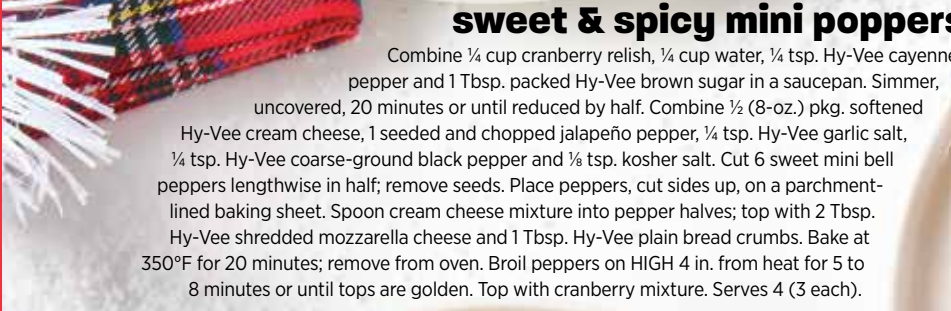 sweet & spicy mini poppers
Combine ¼ cup cranberry relish, ¼ cup water, ¼ tsp. Hy-Vee cayenne
pepper and 1 Tbsp. packed Hy-Vee brown sugar in a saucepan. Simmer,
uncovered, 20 minutes or until reduced by half. Combine ½ (8-oz.) pkg. softened
Hy-Vee cream cheese, 1 seeded and chopped jalapeño pepper, ¼ tsp. Hy-Vee garlic salt,
¼ tsp. Hy-Vee coarse-ground black pepper and ⅛ tsp. kosher salt. Cut 6 sweet mini bell
peppers lengthwise in half; remove seeds. Place peppers, cut sides up, on a parchment-
lined baking sheet. Spoon cream cheese mixture into pepper halves; top with 2 Tbsp.
Hy-Vee shredded mozzarella cheese and 1 Tbsp. Hy-Vee plain bread crumbs. Bake at
350°F for 20 minutes; remove from oven. Broil peppers on HIGH 4 in. from heat for 5 to
8 minutes or until tops are golden. Top with cranberry mixture. Serves 4 (3 each).